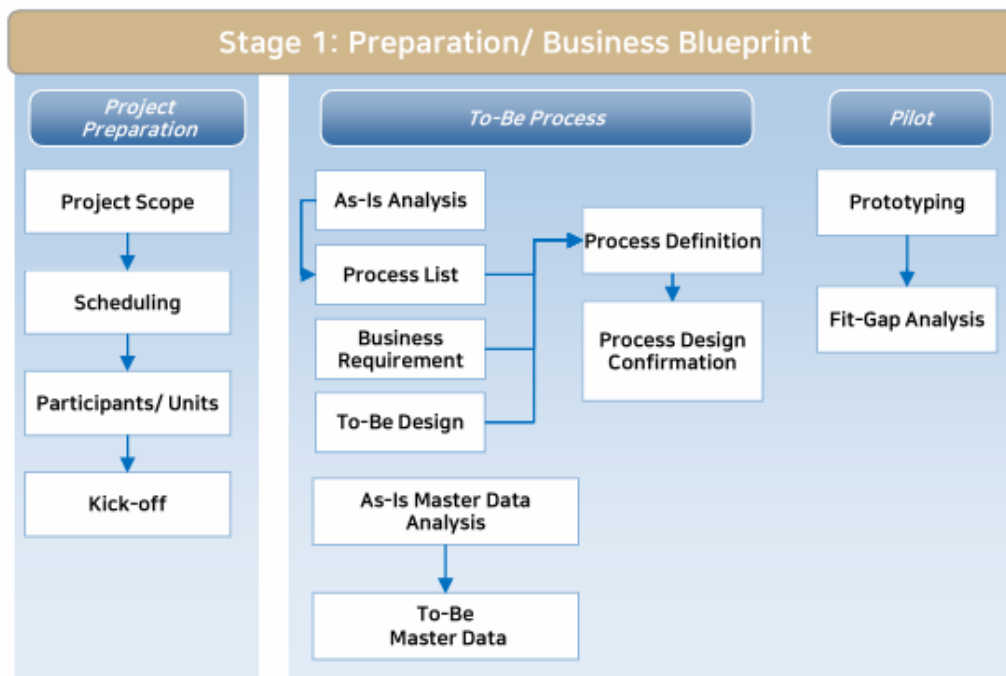 Stage 1: Preparation/ Business Blueprint
Project
Preparation
Project Scope
Scheduling
Participants/ Units
Kick-off
To-Be Process
As-Is Analysis
Process List
Business
Requirement
To-Be Design
Process Definition
Process Design
Confirmation
As-Is Master Data
Analysis
To-Be
Master Data
Pilot
Prototyping
Fit-Gap Analysis